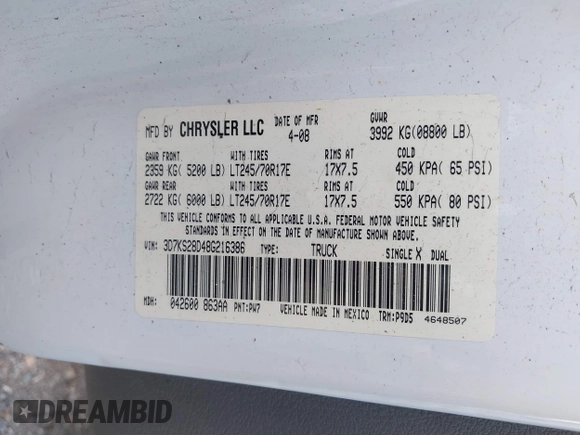 MFD BY CHRYSLER LLC DATE OF MFR 4-08 GVWR 3992 KG(08800 LB)
GAWR FRONT WITH TIRES RIMS AT COLD
2359 KG( 5200 LB) LT245/70R17E 17X7.5 450 KPA( 65 PSI)
GAWR REAR WITH TIRES RIMS AT COLD
2722 KG( 6000 LB) LT245/70R17E 17X7.5 550 KPA( 80 PSI)
THIS VEHICLE CONFORMS TO ALL APPLICABLE U.S.A. FEDERAL MOTOR VEHICLE SAFETY
STANDARDS IN EFFECT ON THE DATE OF MANUFACTURE SHOWN ABOVE.
VIN: 3D7KS28D48G216386 TYPE: TRUCK SINGLE X DUAL
MDH: 042600 863AA PNT:PW7 VEHICLE MADE IN MEXICO TRM:P9D5 4648507
DREAMBID